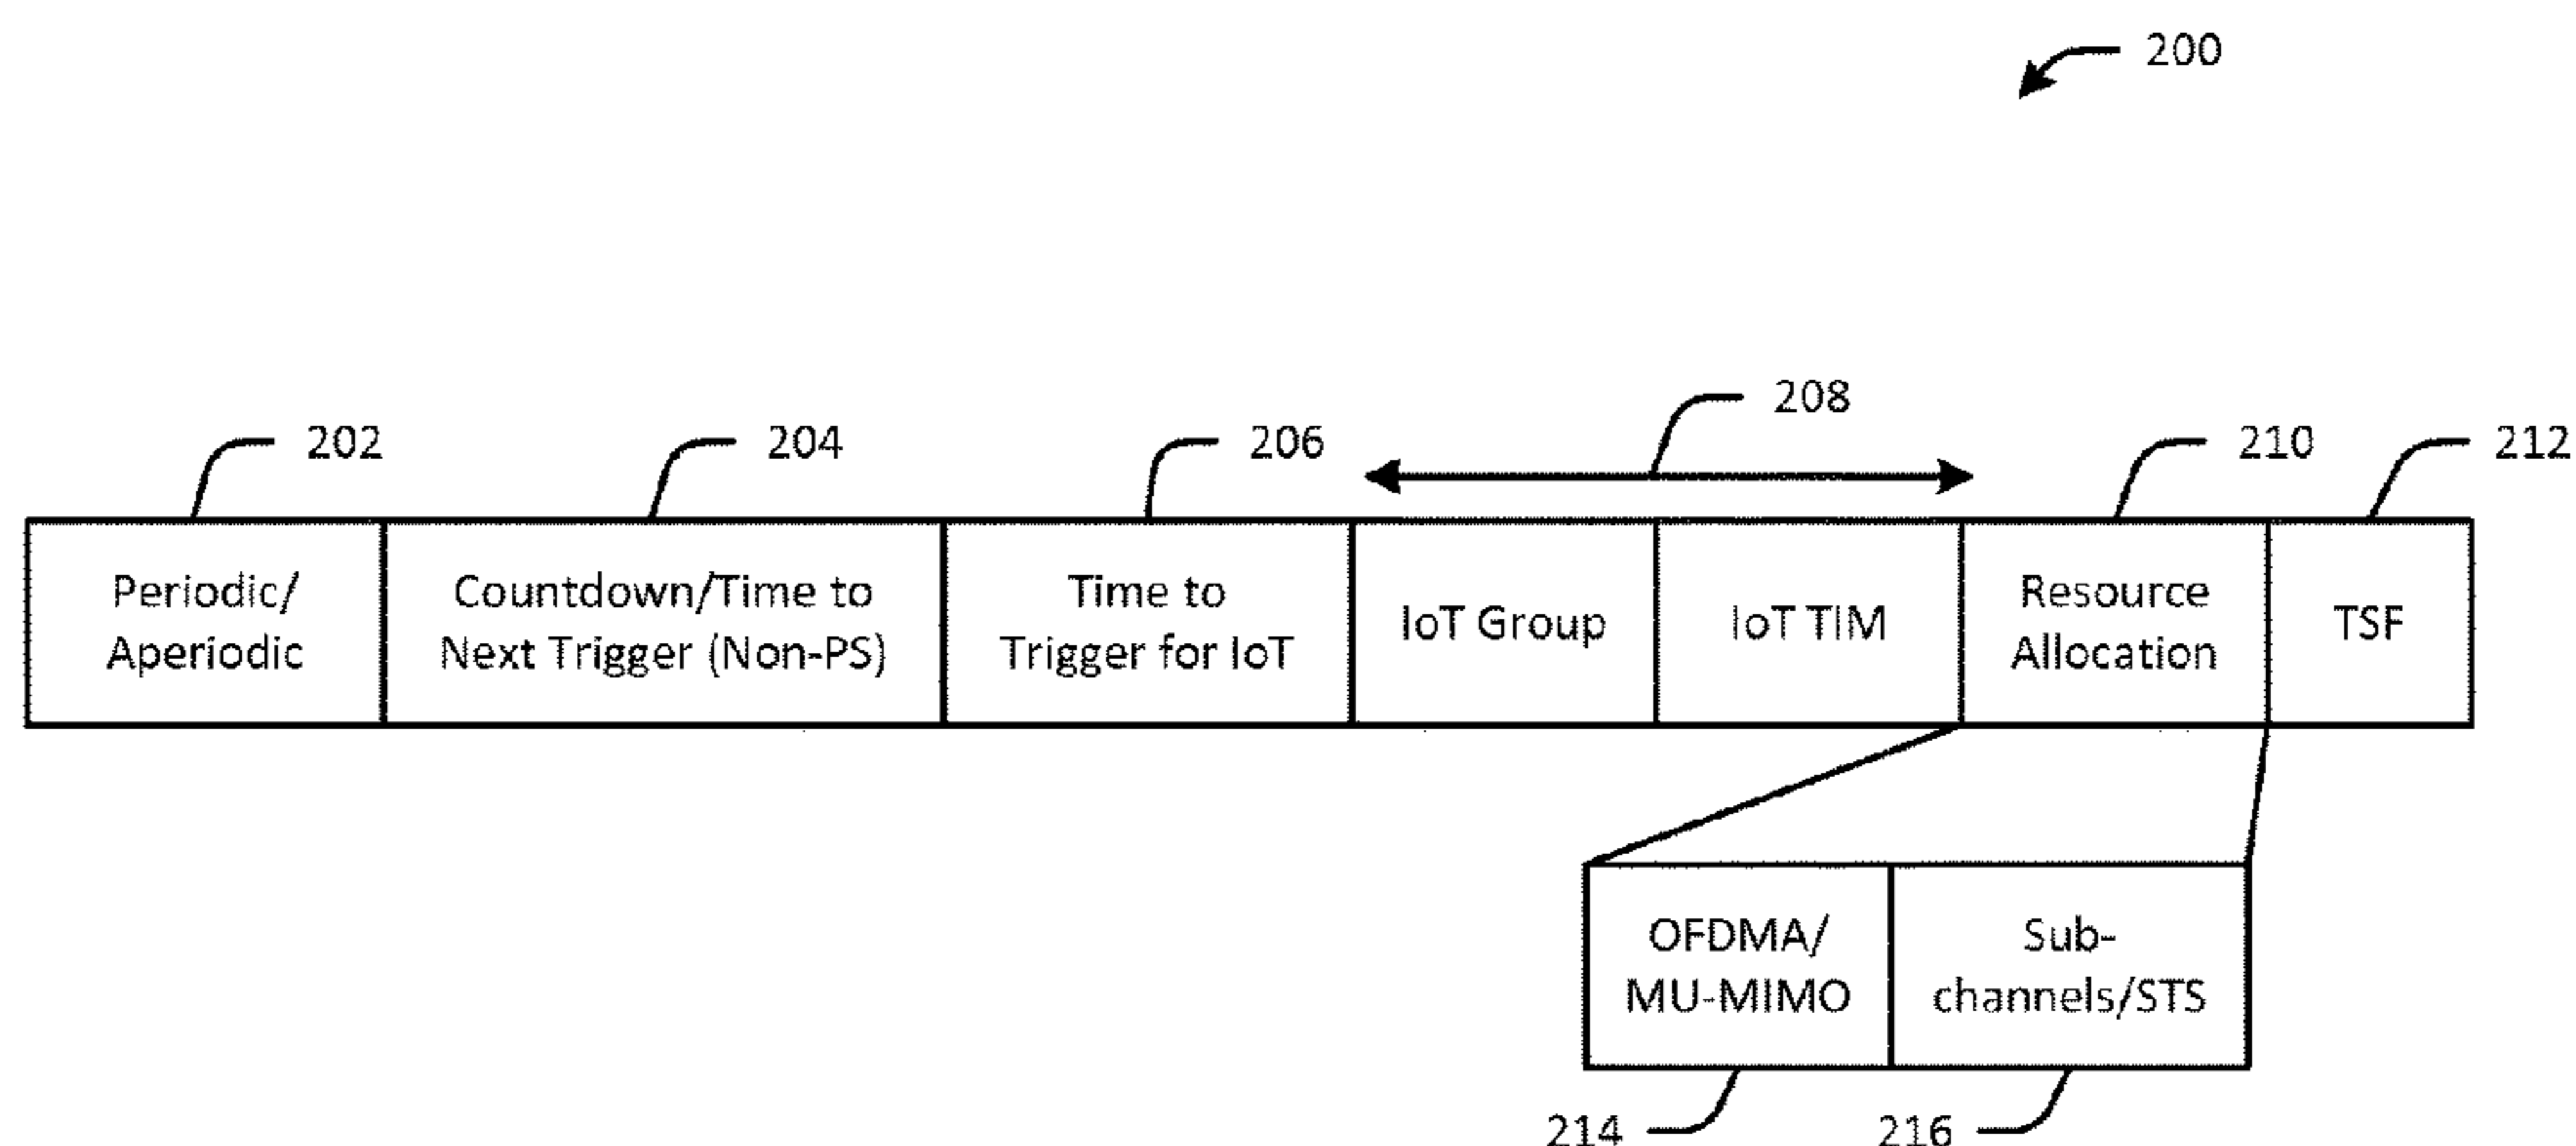 200
208
202
204
206
210
212
Periodic/
Aperiodic
Countdown/Time to
Next Trigger (Non-PS)
Time to
Trigger for IoT
IoT Group
IoT TIM
Resource
Allocation
TSF
OFDMA/
MU-MIMO
Sub-
channels/STS
214
216